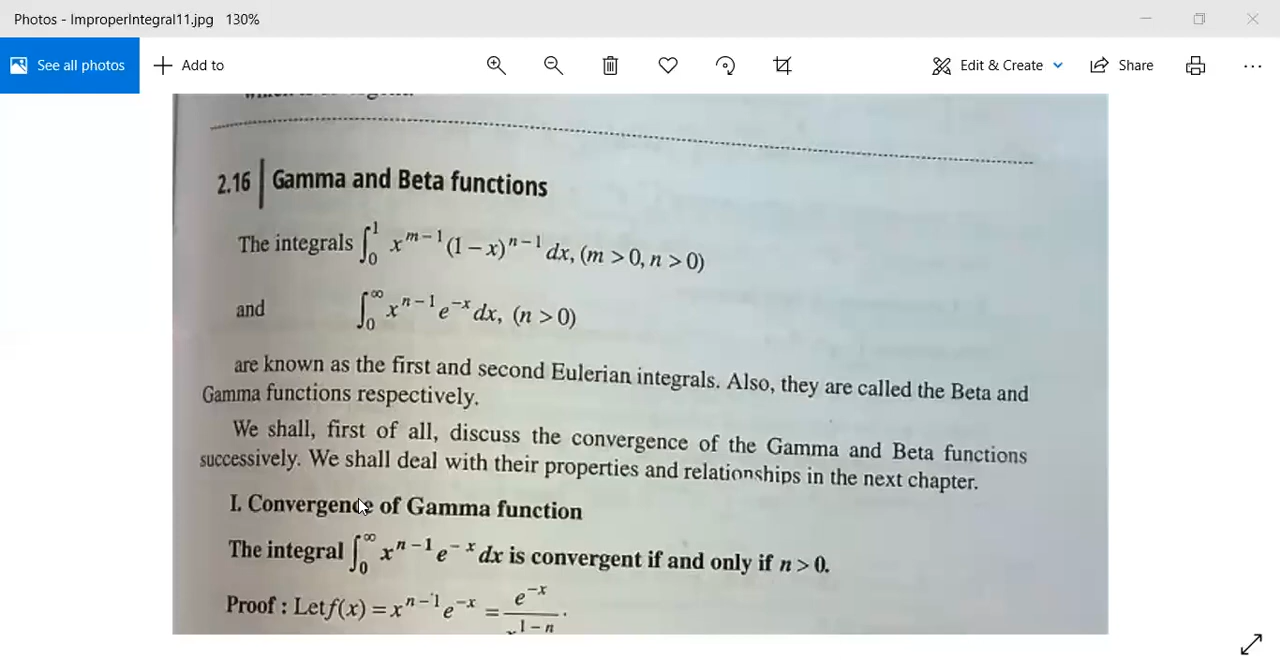 Photos - ImproperIntegral11.jpg 130%
See all photos
Add to
Edit & Create
Share
2.16 Gamma and Beta functions
The integrals ∫₀¹ xᵐ⁻¹(1 – x)ⁿ⁻¹ dx, (m > 0, n > 0)
and ∫₀^∞ xⁿ⁻¹ e⁻ˣ dx, (n > 0)
are known as the first and second Eulerian integrals. Also, they are called the Beta and
Gamma functions respectively.
We shall, first of all, discuss the convergence of the Gamma and Beta functions
successively. We shall deal with their properties and relationships in the next chapter.
I. Convergence of Gamma function
The integral ∫₀^∞ xⁿ⁻¹ e⁻ˣ dx is convergent if and only if n > 0.
Proof : Let f(x) = xⁿ⁻¹ e⁻ˣ = e⁻ˣ / x¹⁻ⁿ.